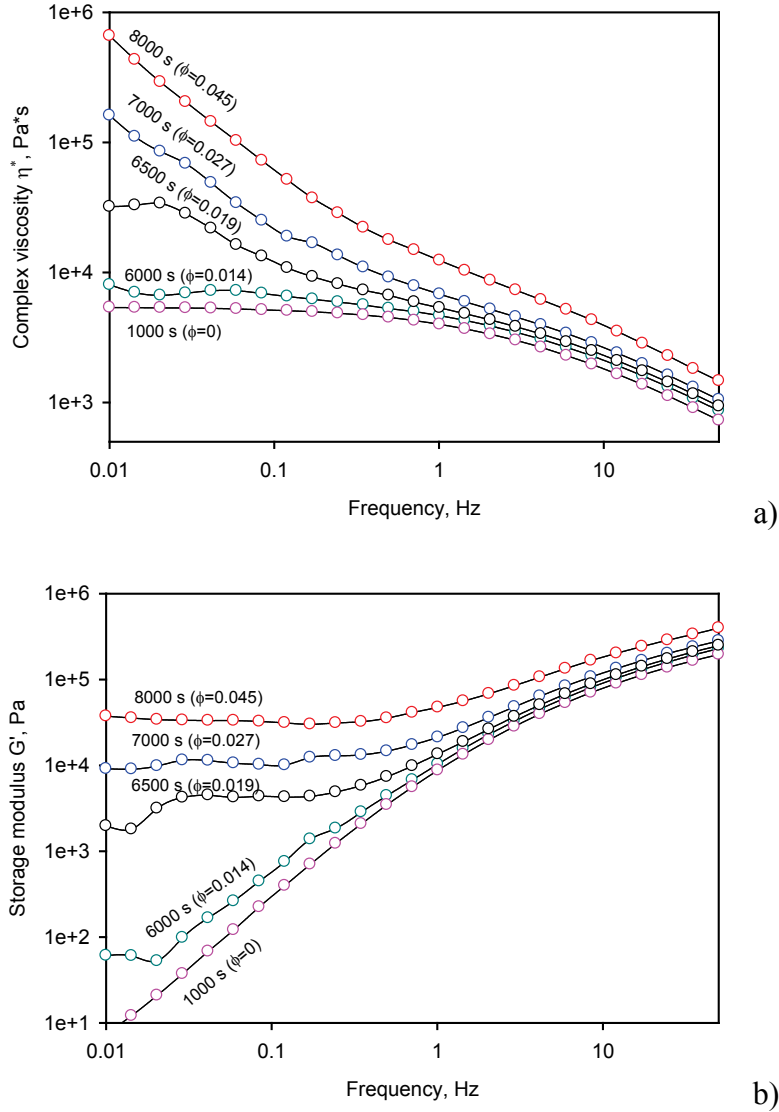 1e+6
8000 s (ϕ=0.045)
7000 s (ϕ=0.027)
1e+5
6500 s (ϕ=0.019)
6000 s (ϕ=0.014)
1e+4
1000 s (ϕ=0)
1e+3
Complex viscosity η*, Pa*s
0.01 0.1 1 10
Frequency, Hz
a)
1e+6
1e+5
8000 s (ϕ=0.045)
7000 s (ϕ=0.027)
1e+4
6500 s (ϕ=0.019)
1e+3
6000 s (ϕ=0.014)
1e+2
1000 s (ϕ=0)
1e+1
Storage modulus G', Pa
0.01 0.1 1 10
Frequency, Hz
b)